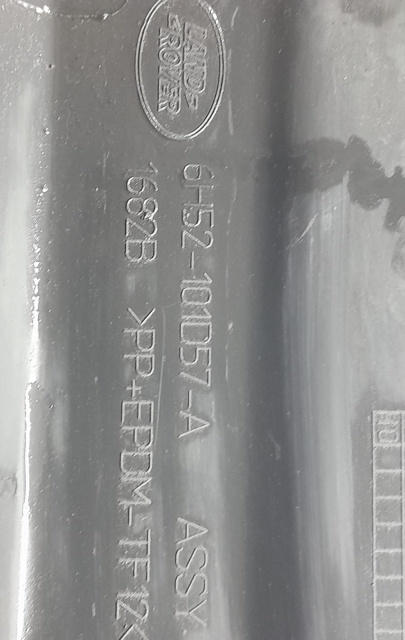 LAND
ROVER
6H52-101D57-A ASSY
1682B >PP+EPDM-TF12<